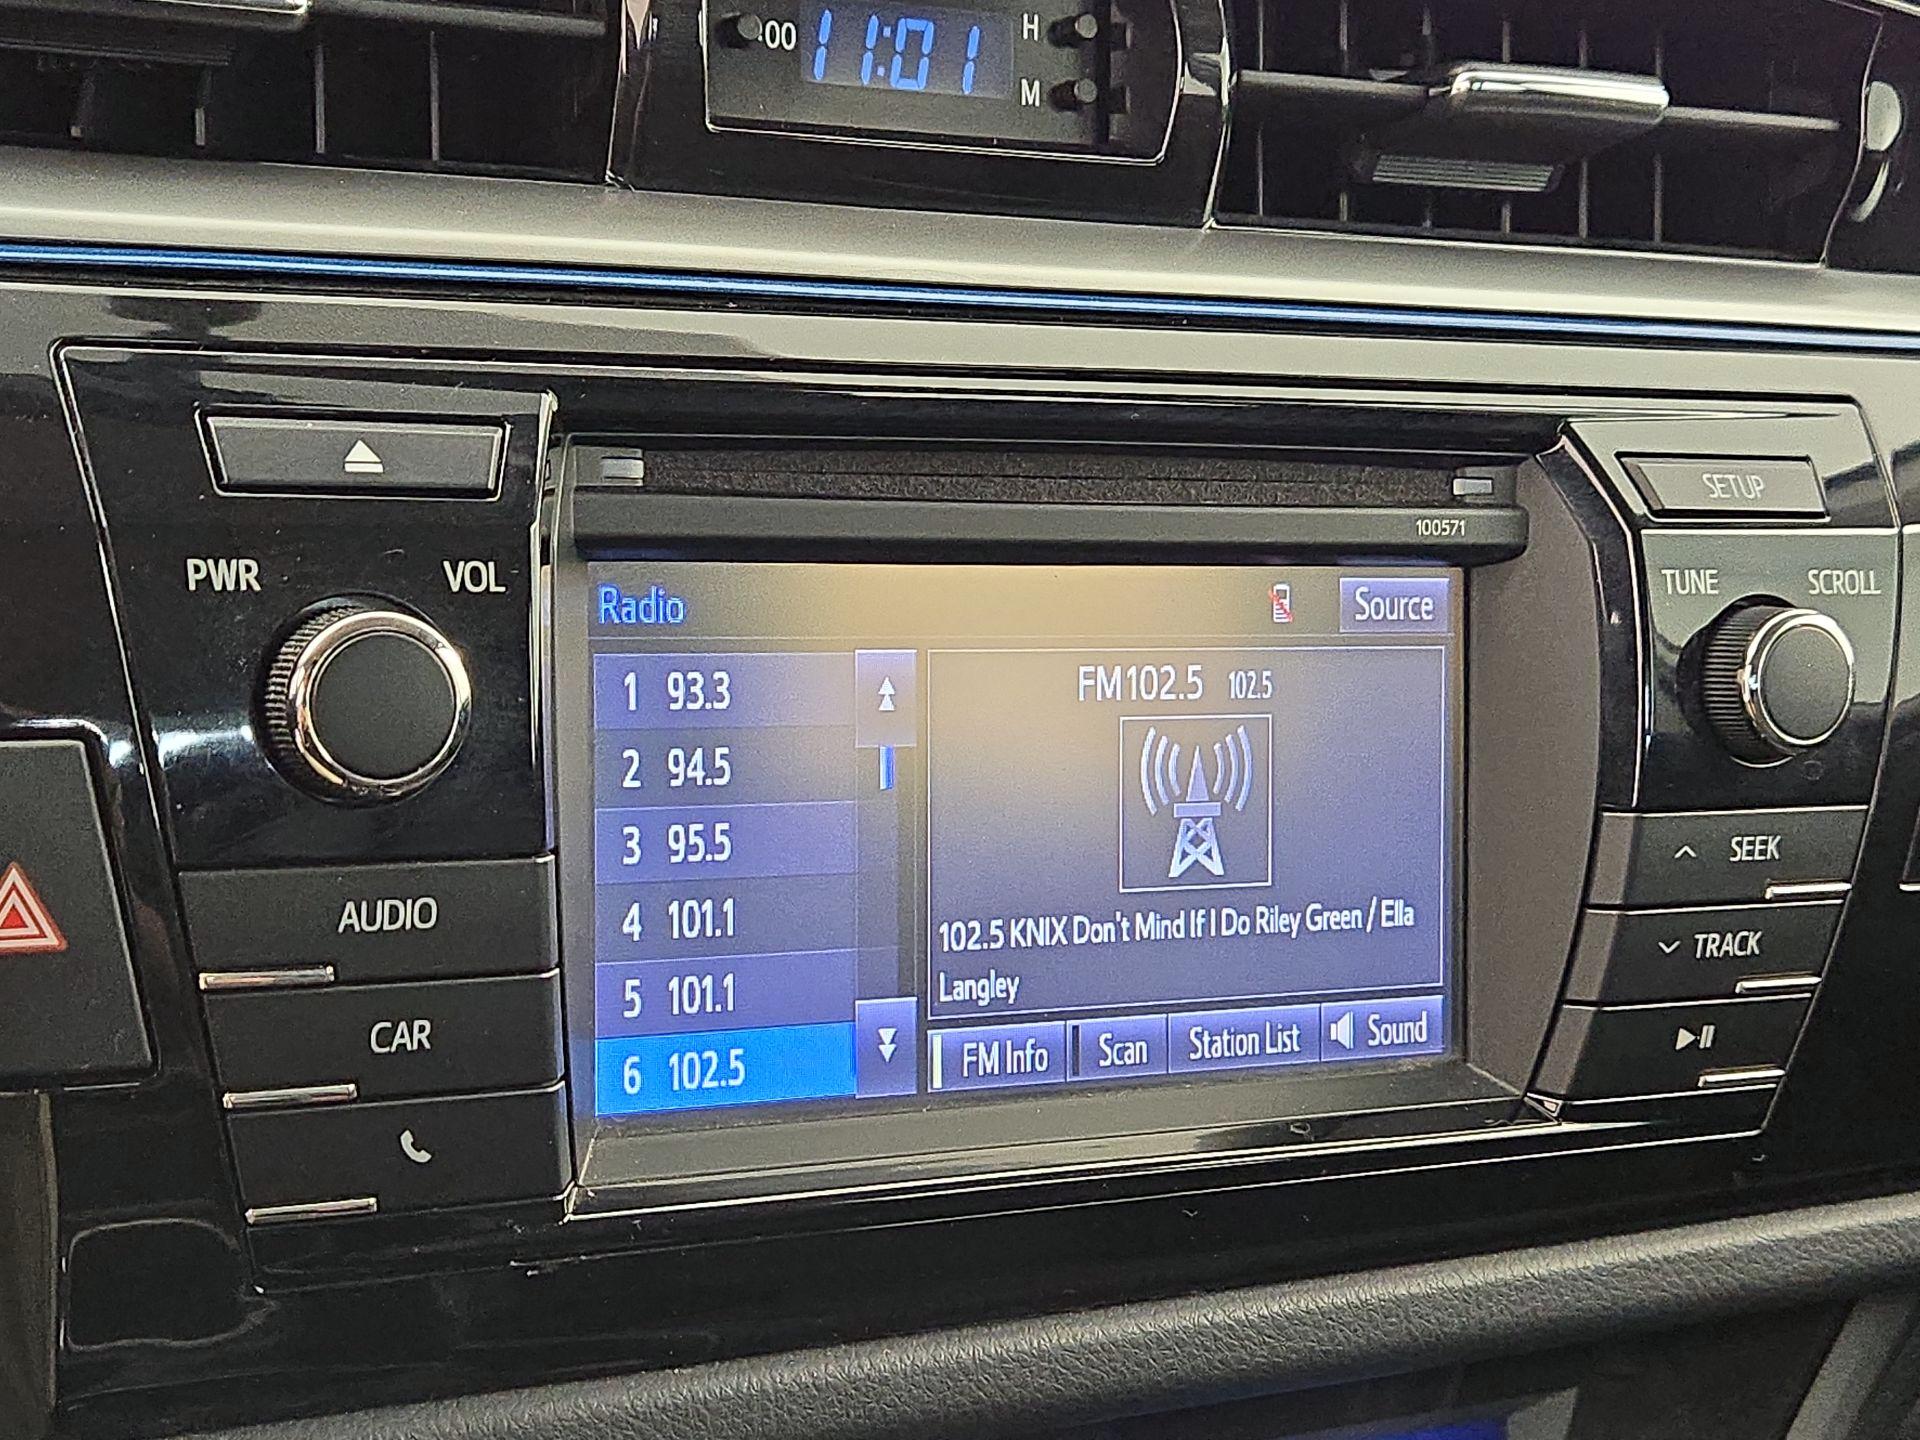 :00 11:01 H
M
SETUP
100571
PWR VOL
TUNE SCROLL
Radio Source
1 93.3
2 94.5
3 95.5
4 101.1
5 101.1
6 102.5
FM102.5 102.5
102.5 KNIX Don't Mind If I Do Riley Green / Ella
Langley
FM Info Scan Station List Sound
AUDIO
CAR
SEEK
TRACK